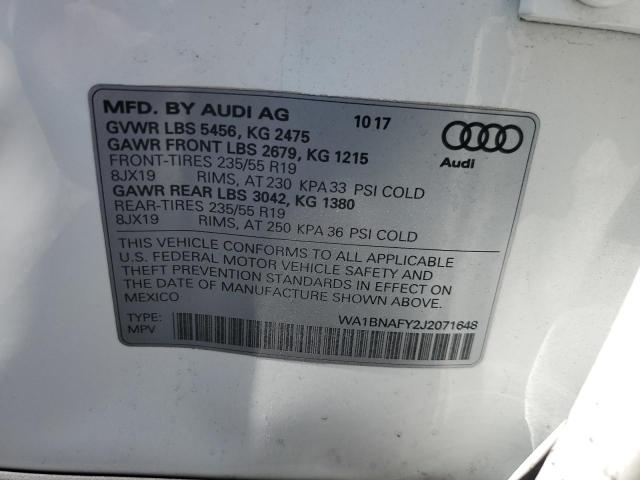 MFD. BY AUDI AG 10 17
GVWR LBS 5456, KG 2475
GAWR FRONT LBS 2679, KG 1215
FRONT-TIRES 235/55 R19
8JX19 RIMS, AT 230 KPA 33 PSI COLD
GAWR REAR LBS 3042, KG 1380
REAR-TIRES 235/55 R19
8JX19 RIMS, AT 250 KPA 36 PSI COLD
Audi
THIS VEHICLE CONFORMS TO ALL APPLICABLE
U.S. FEDERAL MOTOR VEHICLE SAFETY AND
THEFT PREVENTION STANDARDS IN EFFECT ON
THE DATE OF MANUFACTURE SHOWN ABOVE.
MEXICO
TYPE: WA1BNAFY2J2071648
MPV